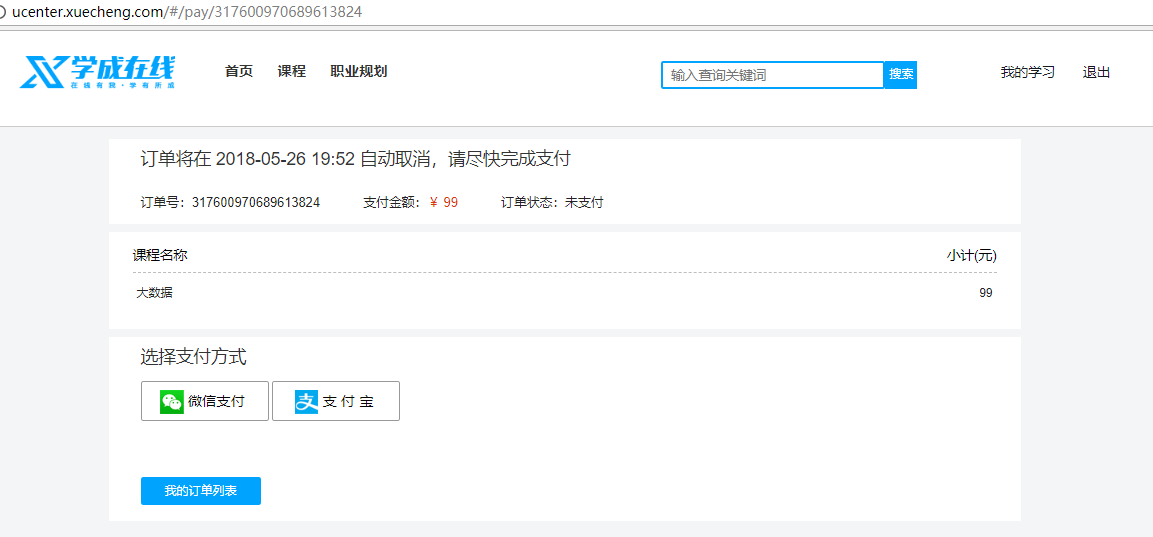 ucenter.xuecheng.com/#/pay/317600970689613824
学成在线
在线有我·学有所成
首页 课程 职业规划 输入查询关键词 搜索 我的学习 退出
订单将在 2018-05-26 19:52 自动取消，请尽快完成支付
订单号：317600970689613824 支付金额：￥ 99 订单状态：未支付
课程名称 小计(元)
大数据 99
选择支付方式
微信支付 支 付 宝
我的订单列表